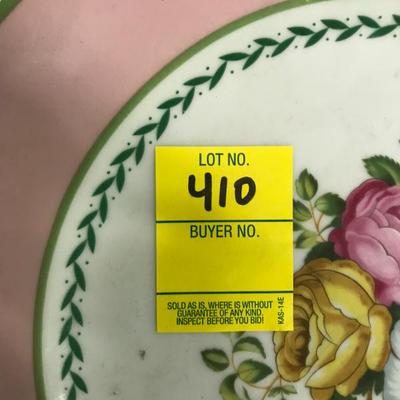 LOT NO.
410
BUYER NO.
SOLD AS IS, WHERE IS WITHOUT
GUARANTEE OF ANY KIND.
INSPECT BEFORE YOU BID!
KAS-14E